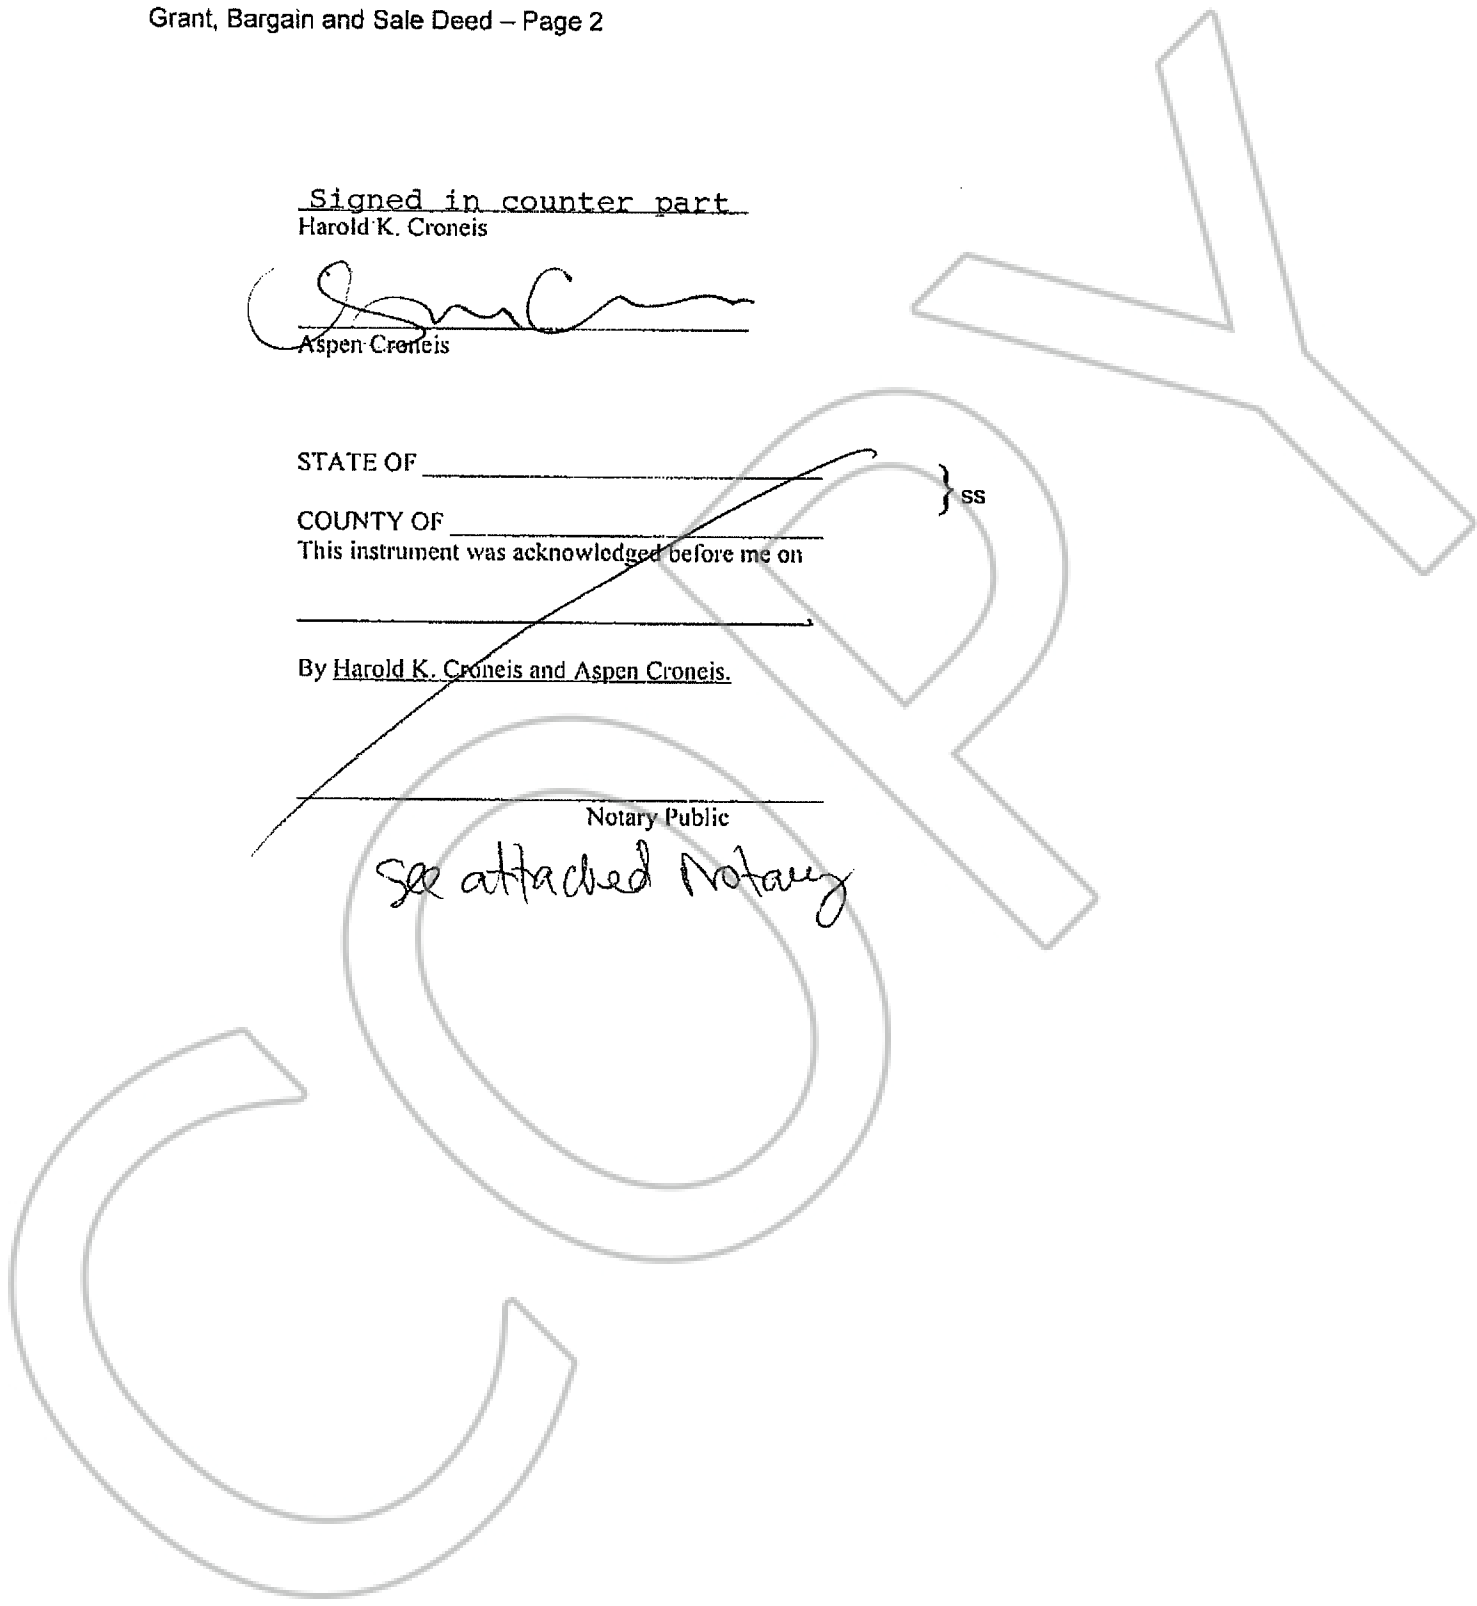 Grant, Bargain and Sale Deed – Page 2
Signed in counter part
Harold K. Croneis
Aspen Croneis
STATE OF
} ss
COUNTY OF
This instrument was acknowledged before me on
By Harold K. Croneis and Aspen Croneis.
Notary Public
See attached Notary
COPY